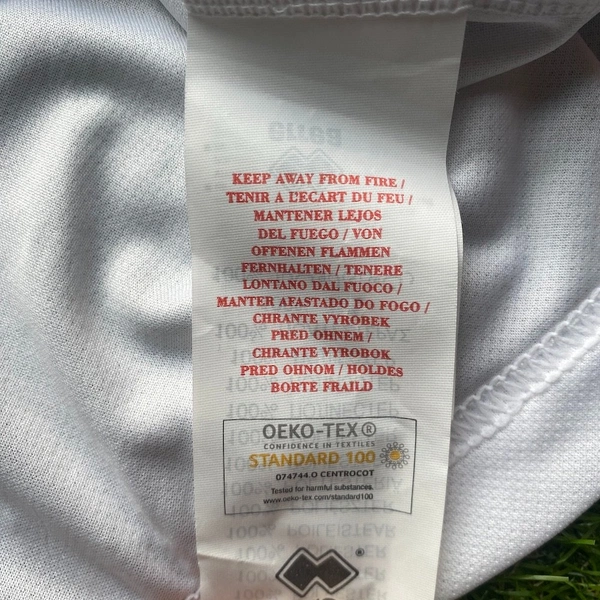 KEEP AWAY FROM FIRE /
TENIR A L'ECART DU FEU /
MANTENER LEJOS
DEL FUEGO / VON
OFFENEN FLAMMEN
FERNHALTEN / TENERE
LONTANO DAL FUOCO /
MANTER AFASTADO DO FOGO /
CHRANTE VYROBEK
PRED OHNEM /
CHRANTE VYROBOK
PRED OHNOM / HOLDES
BORTE FRAILD
OEKO-TEX®
CONFIDENCE IN TEXTILES
STANDARD 100
074744.O CENTROCOT
Tested for harmful substances.
www.oeko-tex.com/standard100
®